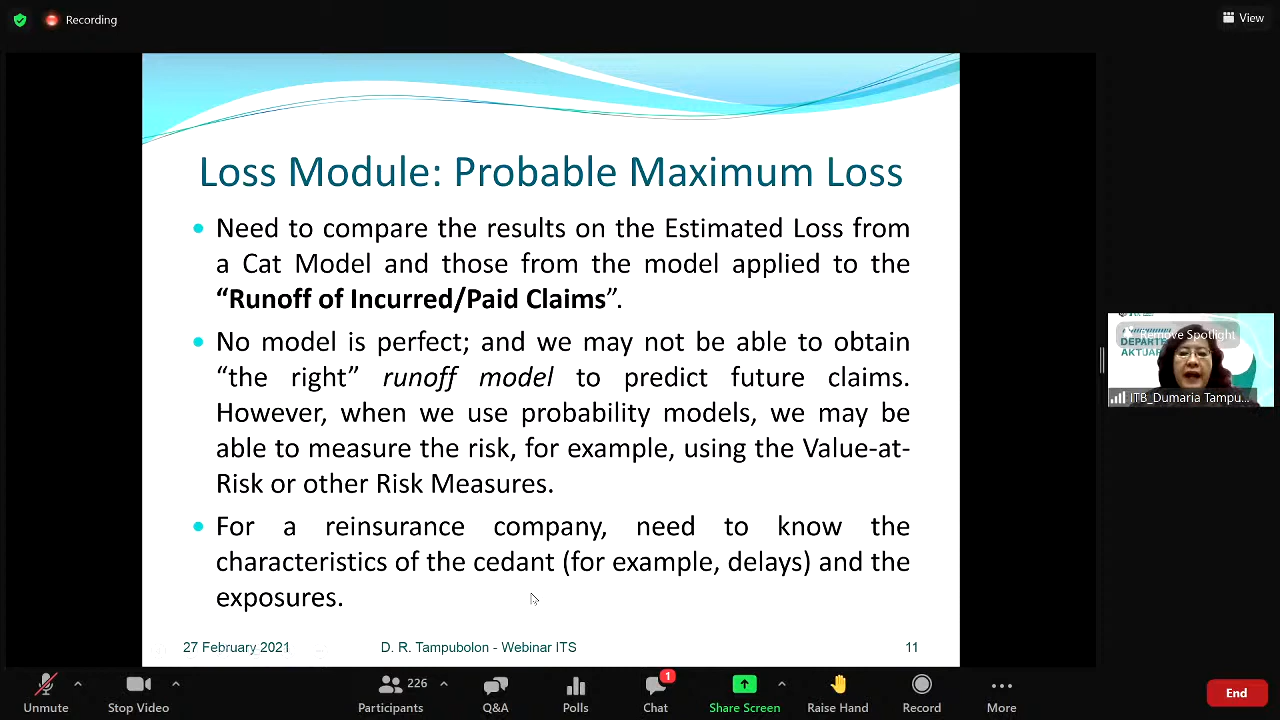 Recording
View
Loss Module: Probable Maximum Loss
Need to compare the results on the Estimated Loss from
a Cat Model and those from the model applied to the
“Runoff of Incurred/Paid Claims”.
No model is perfect; and we may not be able to obtain
“the right” runoff model to predict future claims.
However, when we use probability models, we may be
able to measure the risk, for example, using the Value-at-
Risk or other Risk Measures.
For a reinsurance company, need to know the
characteristics of the cedant (for example, delays) and the
exposures.
27 February 2021
D. R. Tampubolon - Webinar ITS
11
Remove Spotlight
DEPARTE
AKTUAR
ITB_Dumaria Tampu...
Unmute
Stop Video
226
Participants
Q&A
Polls
1
Chat
Share Screen
Raise Hand
Record
More
End